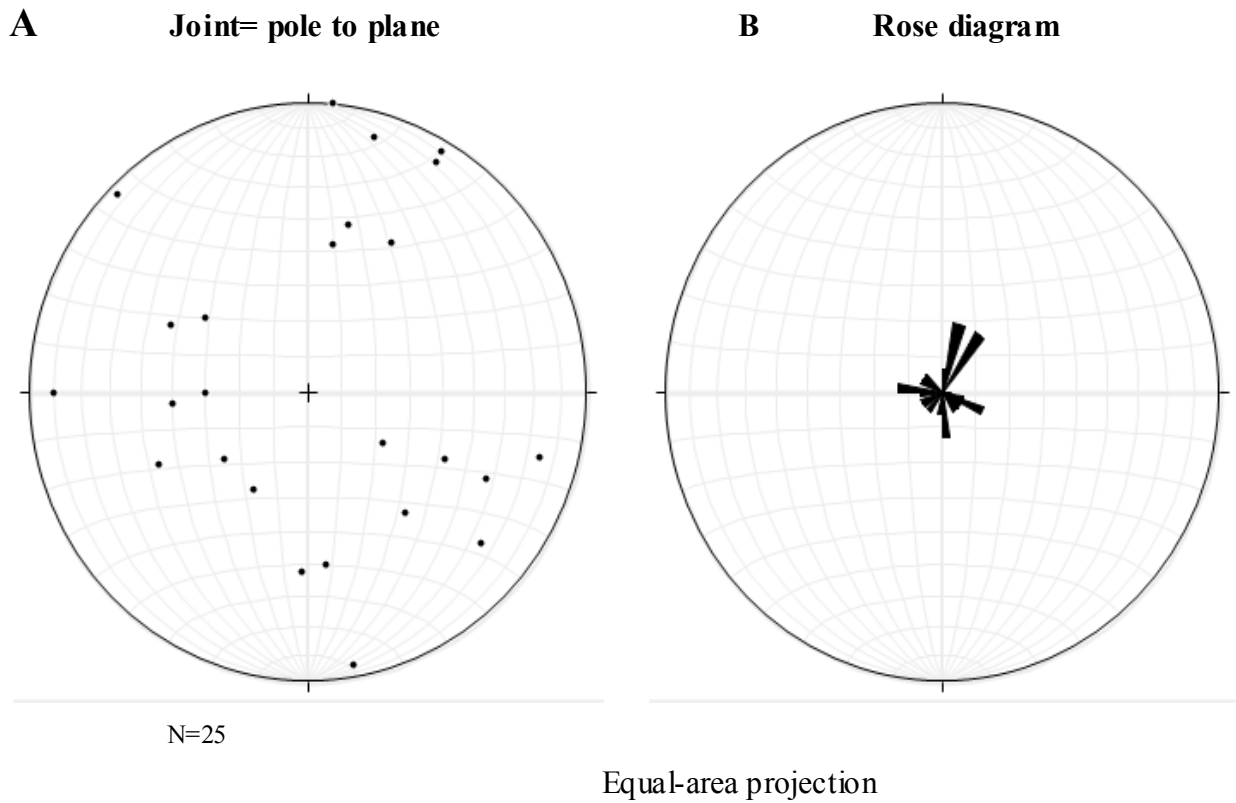 A Joint= pole to plane
B Rose diagram
N=25
Equal-area projection